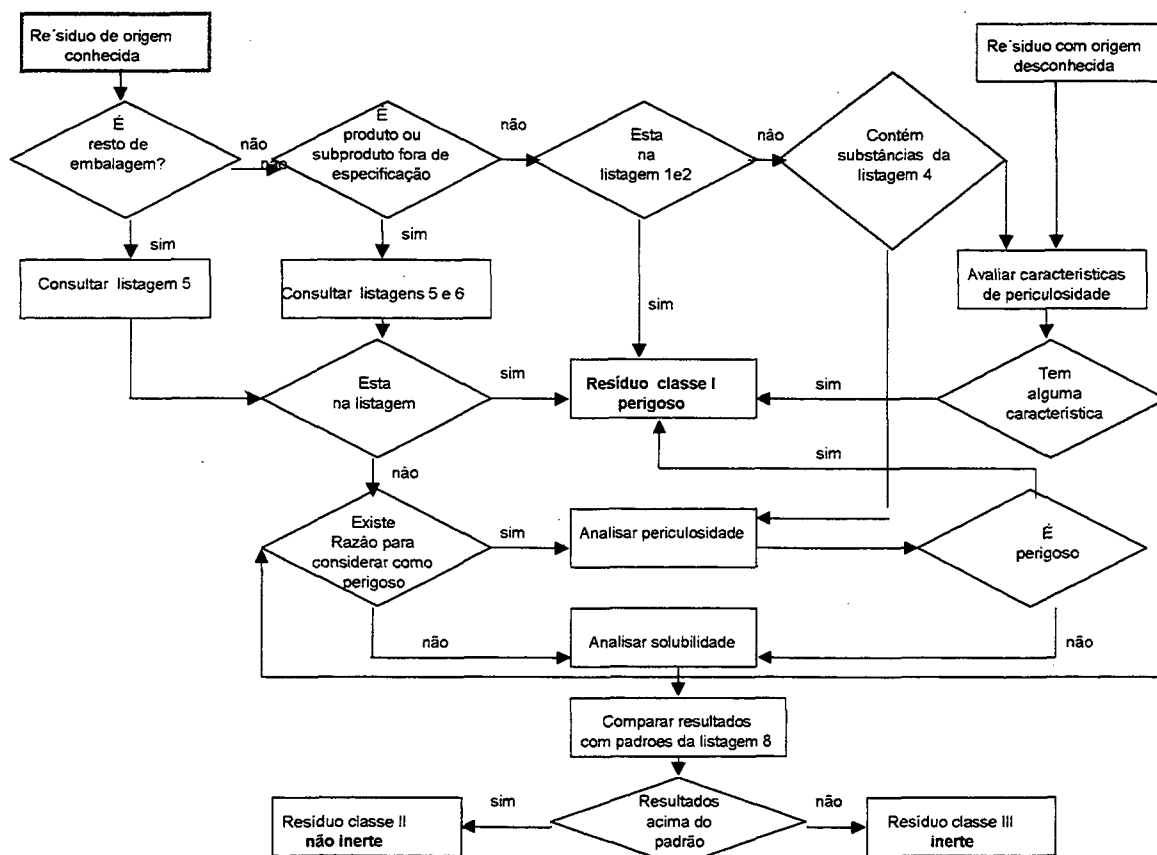 Re´siduo de origem
conhecida
Re´siduo com origem
desconhecida
É
resto de
embalagem?
não
não
É
produto ou
subproduto fora de
especificação
não
Esta
na
listagem 1e2
não
Contém
substâncias da
listagem 4
sim
sim
Consultar listagem 5
Consultar listagens 5 e 6
sim
Avaliar caracteristicas
de periculosidade
Esta
na listagem
sim
Resíduo classe I
perigoso
sim
Tem
alguma
característica
não
sim
Existe
Razão para
considerar como
perigoso
sim
Analisar periculosidade
É
perigoso
não
Analisar solubilidade
não
Comparar resultados
com padroes da listagem 8
sim
Resultados
acima do
padrão
não
Resíduo classe II
não inerte
Resíduo classe III
inerte